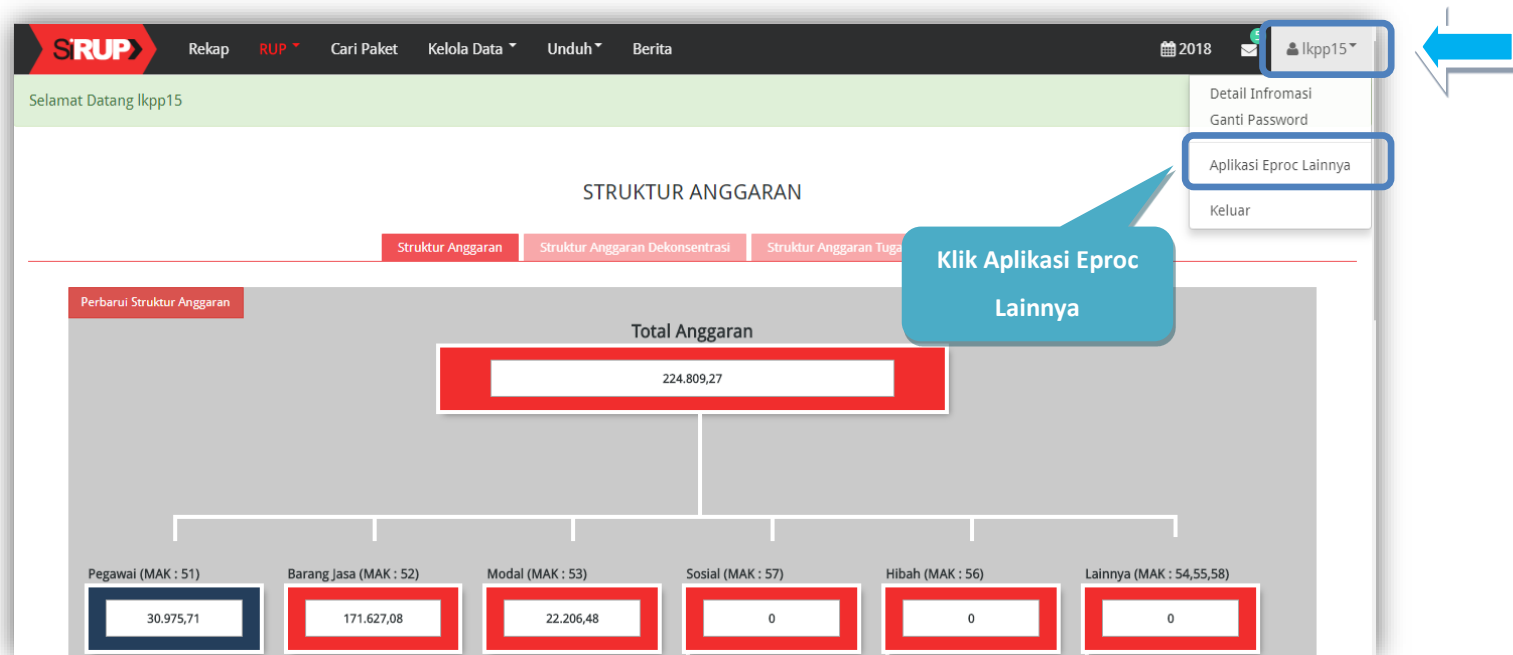 SiRUP Rekap RUP Cari Paket Kelola Data Unduh Berita 2018 lkpp15
Selamat Datang lkpp15
Detail Infromasi
Ganti Password
Aplikasi Eproc Lainnya
Keluar
STRUKTUR ANGGARAN
Struktur Anggaran Struktur Anggaran Dekonsentrasi Struktur Anggaran Tuga
Klik Aplikasi Eproc
Lainnya
Perbarui Struktur Anggaran
Total Anggaran
224.809,27
Pegawai (MAK : 51) Barang Jasa (MAK : 52) Modal (MAK : 53) Sosial (MAK : 57) Hibah (MAK : 56) Lainnya (MAK : 54,55,58)
30.975,71 171.627,08 22.206,48 0 0 0